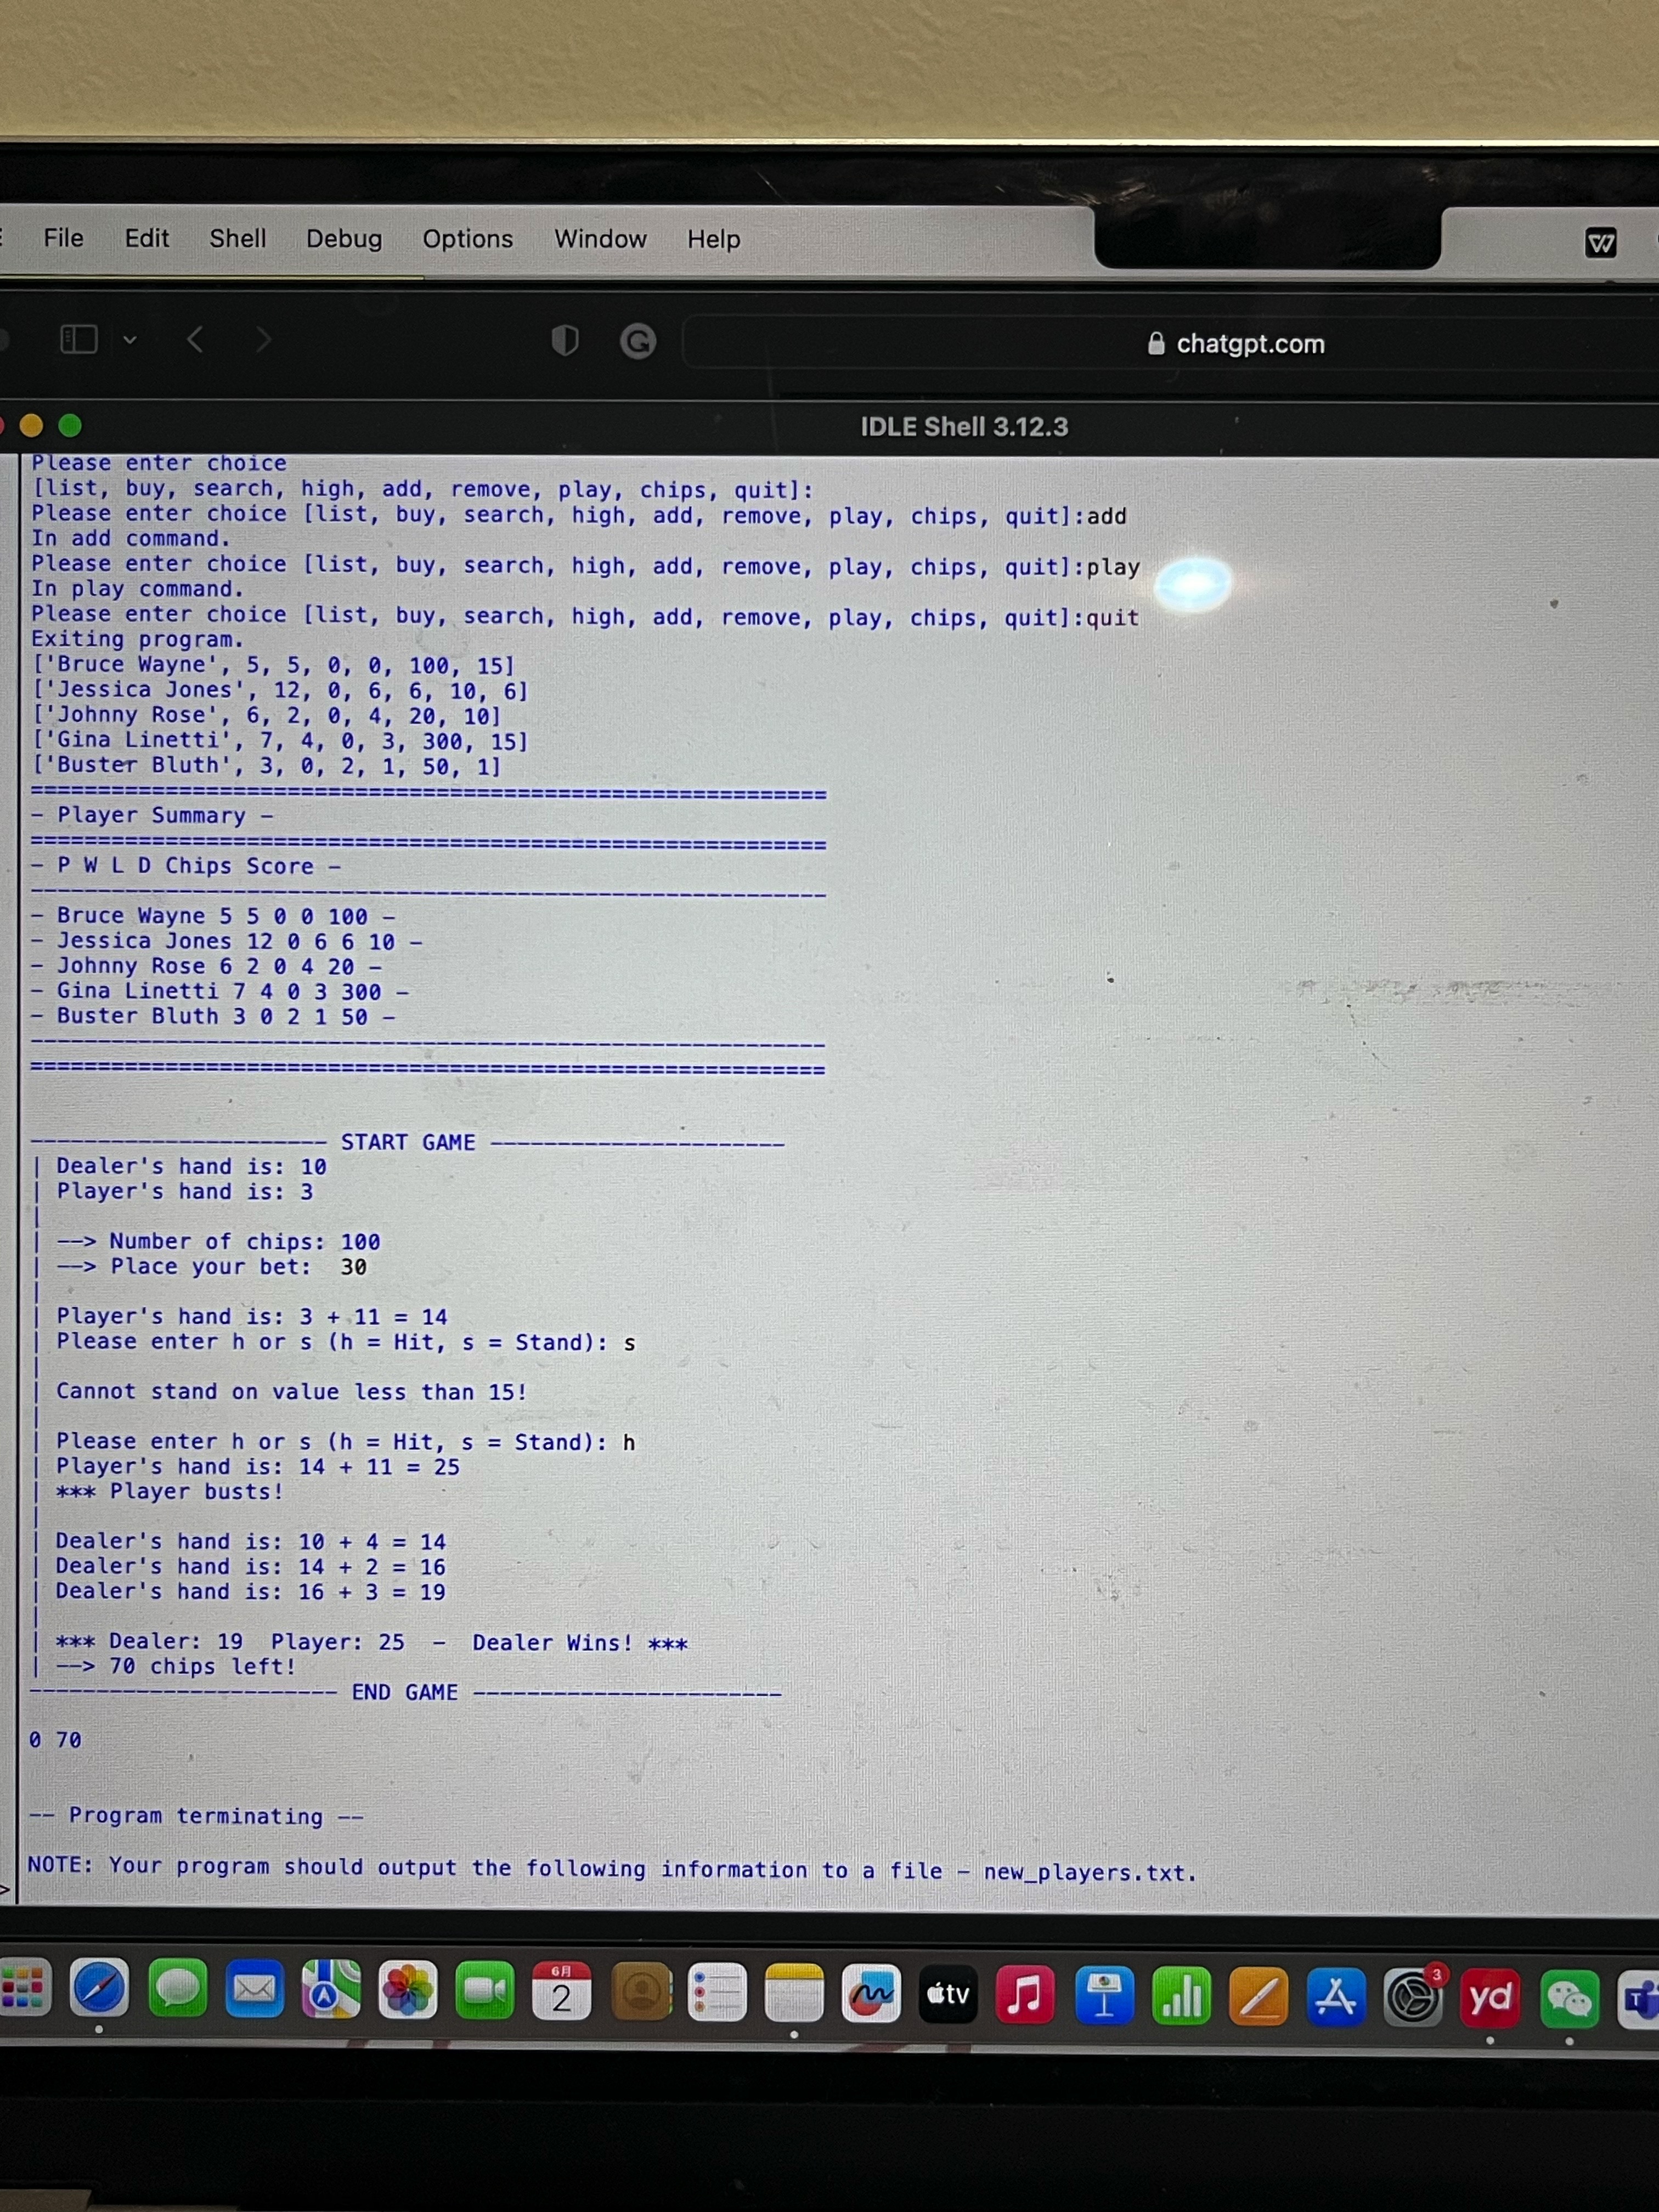 File Edit Shell Debug Options Window Help
chatgpt.com
IDLE Shell 3.12.3
Please enter choice
[list, buy, search, high, add, remove, play, chips, quit]:
Please enter choice [list, buy, search, high, add, remove, play, chips, quit]:add
In add command.
Please enter choice [list, buy, search, high, add, remove, play, chips, quit]:play
In play command.
Please enter choice [list, buy, search, high, add, remove, play, chips, quit]:quit
Exiting program.
['Bruce Wayne', 5, 5, 0, 0, 100, 15]
['Jessica Jones', 12, 0, 6, 6, 10, 6]
['Johnny Rose', 6, 2, 0, 4, 20, 10]
['Gina Linetti', 7, 4, 0, 3, 300, 15]
['Buster Bluth', 3, 0, 2, 1, 50, 1]
===========================================================
- Player Summary -
===========================================================
- P W L D Chips Score -
-----------------------------------------------------------
- Bruce Wayne 5 5 0 0 100 -
- Jessica Jones 12 0 6 6 10 -
- Johnny Rose 6 2 0 4 20 -
- Gina Linetti 7 4 0 3 300 -
- Buster Bluth 3 0 2 1 50 -
-----------------------------------------------------------
===========================================================
---------------------- START GAME ----------------------
| Dealer's hand is: 10
| Player's hand is: 3
|
| --> Number of chips: 100
| --> Place your bet:  30
|
| Player's hand is: 3 + 11 = 14
| Please enter h or s (h = Hit, s = Stand): s
|
| Cannot stand on value less than 15!
|
| Please enter h or s (h = Hit, s = Stand): h
| Player's hand is: 14 + 11 = 25
| *** Player busts!
|
| Dealer's hand is: 10 + 4 = 14
| Dealer's hand is: 14 + 2 = 16
| Dealer's hand is: 16 + 3 = 19
|
| *** Dealer: 19  Player: 25  -  Dealer Wins! ***
| --> 70 chips left!
----------------------- END GAME -----------------------
0 70
-- Program terminating --
NOTE: Your program should output the following information to a file - new_players.txt.
>
6月
2
tv
3
yd
T